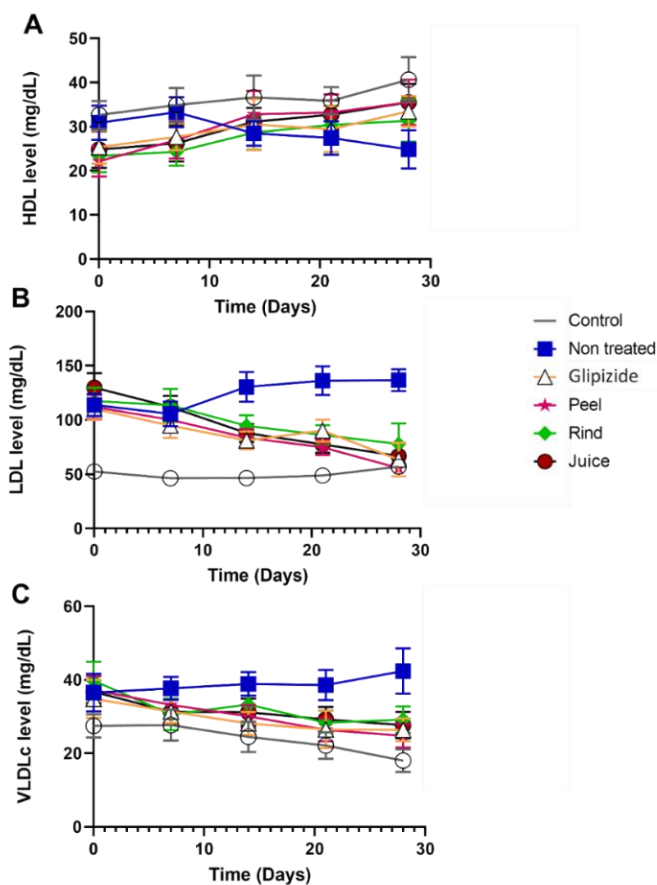 A
HDL level (mg/dL)
50
40
30
20
10
0
0 10 20 30
Time (Days)
B
LDL level (mg/dL)
200
150
100
50
0
0 10 20 30
Time (Days)
Control
Non treated
Glipizide
Peel
Rind
Juice
C
VLDLc level (mg/dL)
60
40
20
0
0 10 20 30
Time (Days)